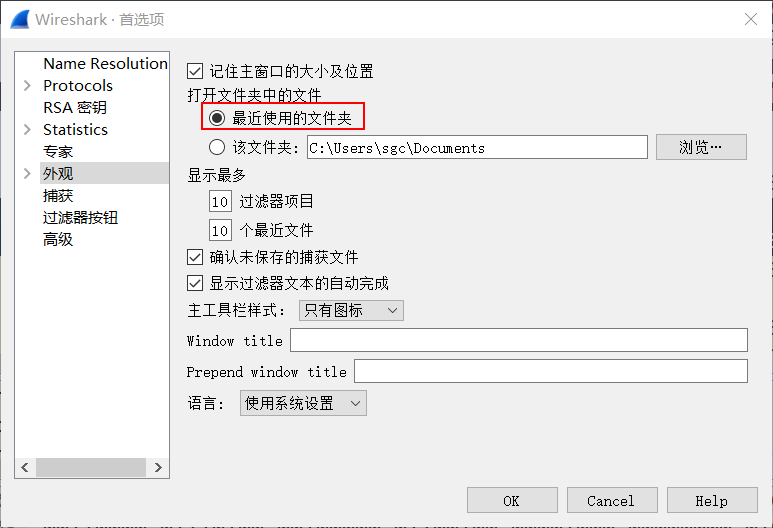 Wireshark · 首选项
Name Resolution
Protocols
RSA 密钥
Statistics
专家
外观
捕获
过滤器按钮
高级
记住主窗口的大小及位置
打开文件夹中的文件
最近使用的文件夹
该文件夹: C:\Users\sgc\Documents 浏览…
显示最多
10 过滤器项目
10 个最近文件
确认未保存的捕获文件
显示过滤器文本的自动完成
主工具栏样式: 只有图标
Window title
Prepend window title
语言: 使用系统设置
OK Cancel Help